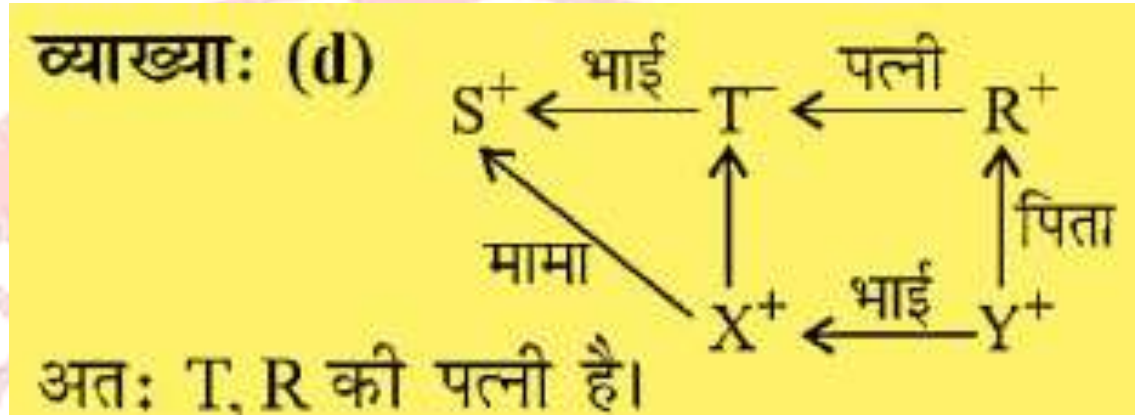 व्याख्याः (d)
भाई पत्नी
S⁺ T⁻ R⁺
पिता
मामा
भाई
X⁺ Y⁺
अतः T, R की पत्नी है।